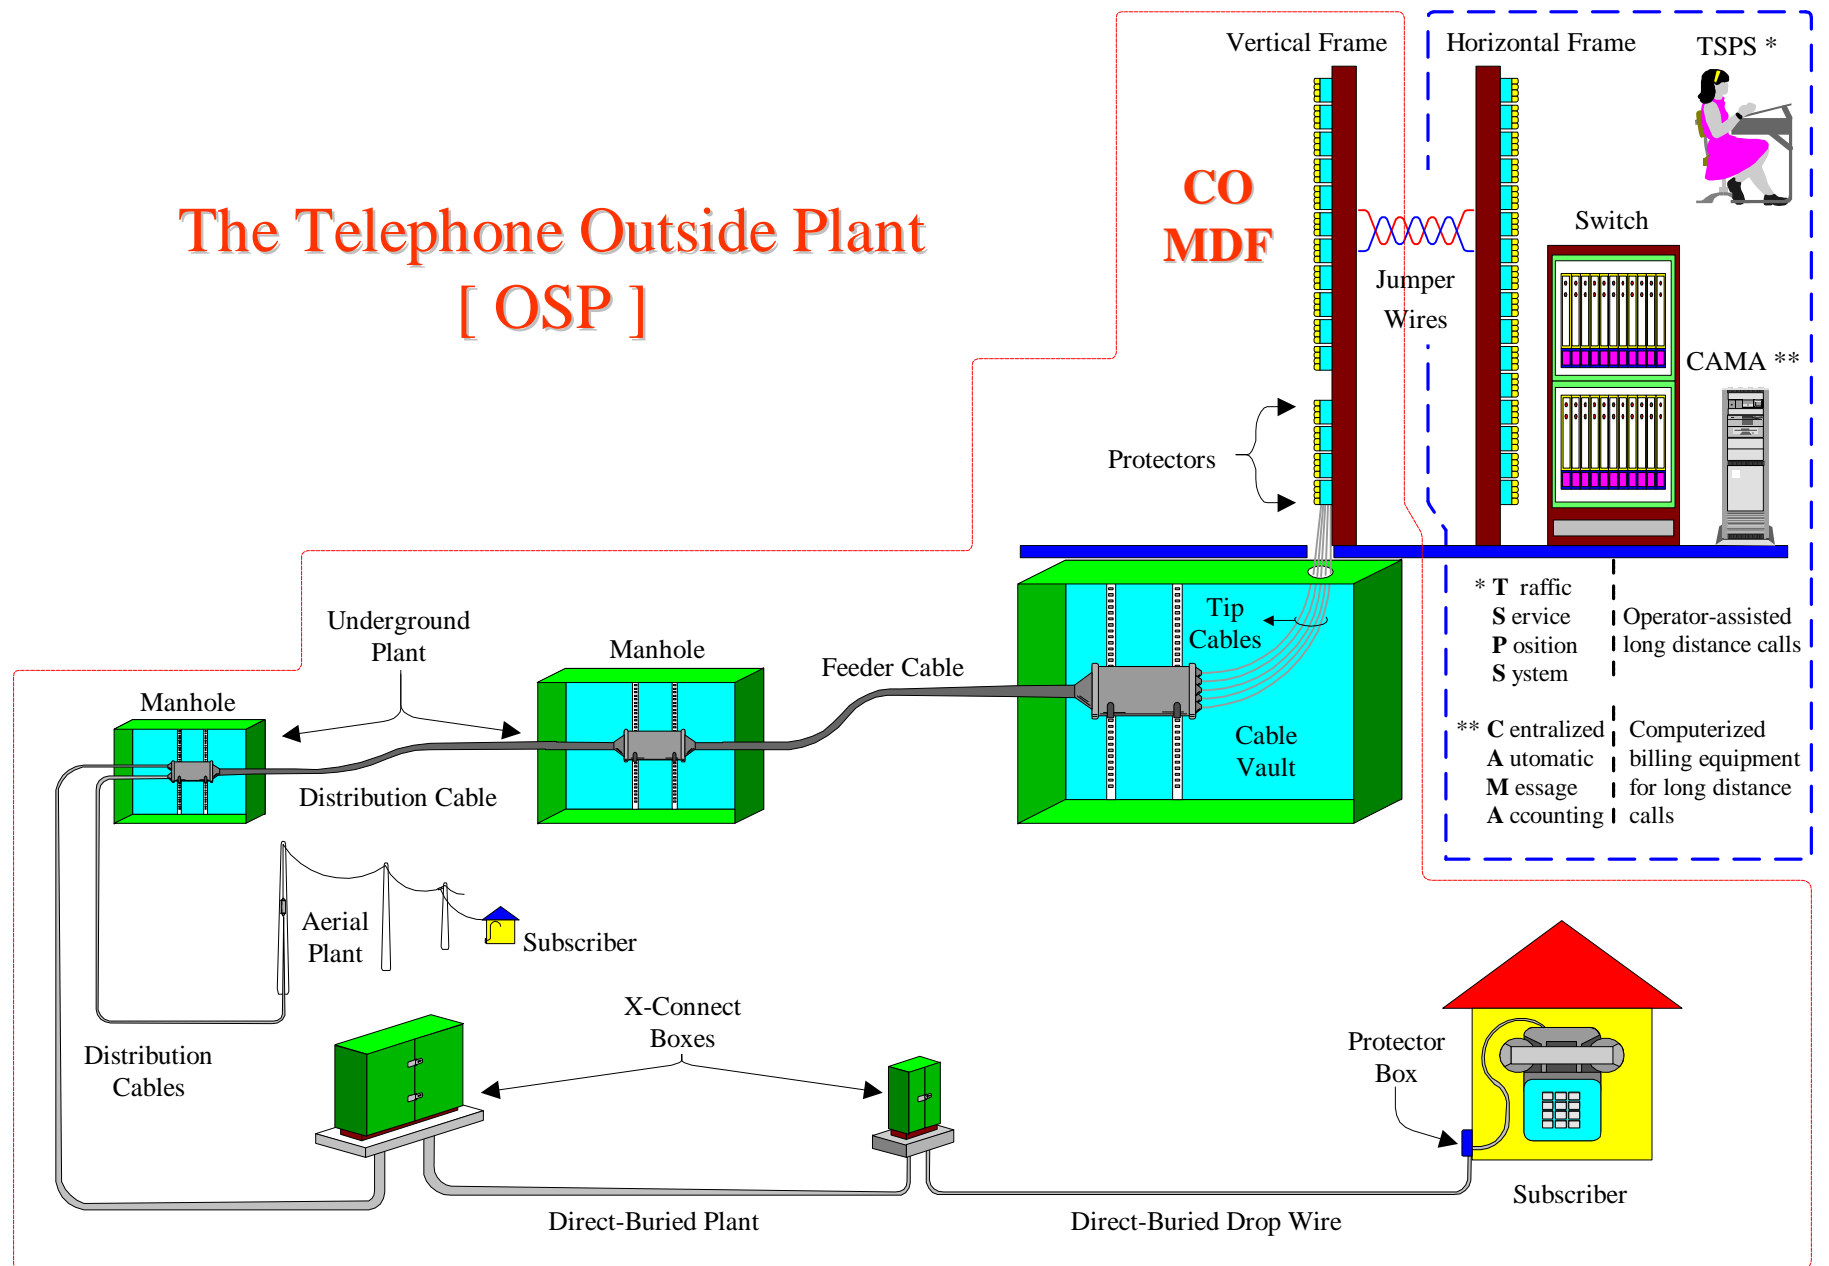 Vertical Frame
Horizontal Frame
TSPS *
The Telephone Outside Plant
[ OSP ]
CO
MDF
Jumper
Wires
Switch
CAMA **
Protectors
Tip
Cables
Cable
Vault
Underground
Plant
Manhole
Feeder Cable
Manhole
Distribution Cable
* T raffic
S ervice
P osition
S ystem
Operator-assisted
long distance calls
** C entralized
A utomatic
M essage
A ccounting
Computerized
billing equipment
for long distance
calls
Aerial
Plant
Subscriber
Distribution
Cables
X-Connect
Boxes
Protector
Box
Subscriber
Direct-Buried Plant
Direct-Buried Drop Wire